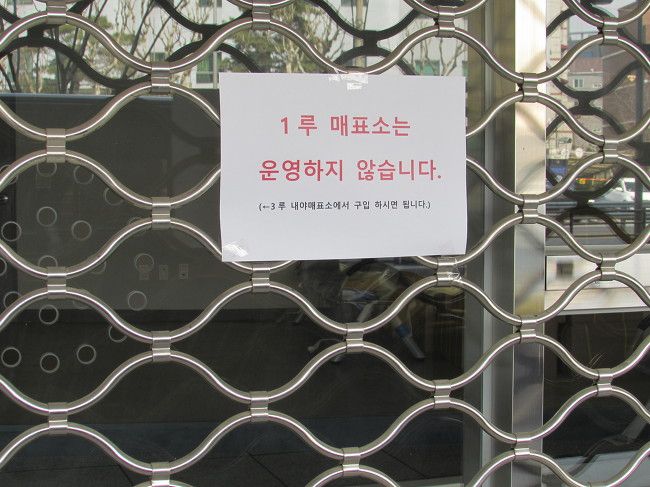 1루 매표소는
운영하지 않습니다.
(←3루 내야매표소에서 구입 하시면 됩니다.)